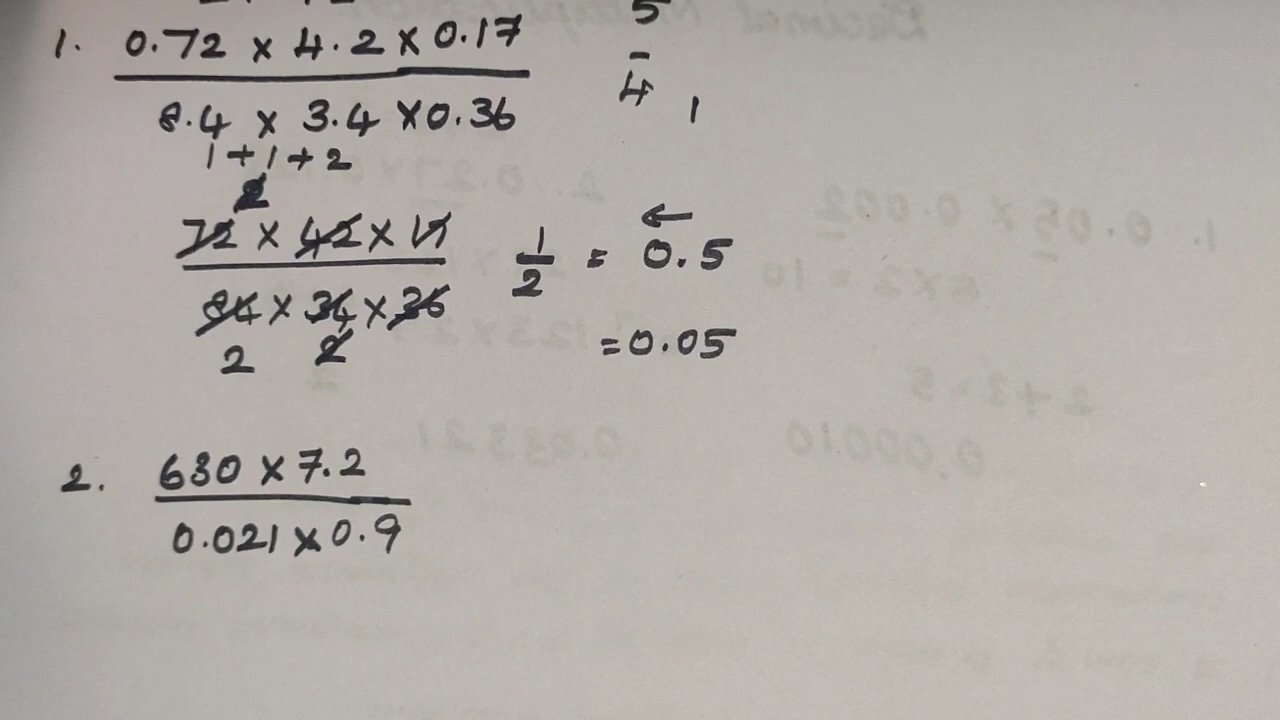 1. 0.72 x 4.2 x 0.17
8.4 x 3.4 x 0.36
1 + 1 + 2
5
-
4
1
2
72 x 42 x 17
84 x 34 x 36
2 2
1
2
= 0.5
←
= 0.05
2. 630 x 7.2
0.021 x 0.9